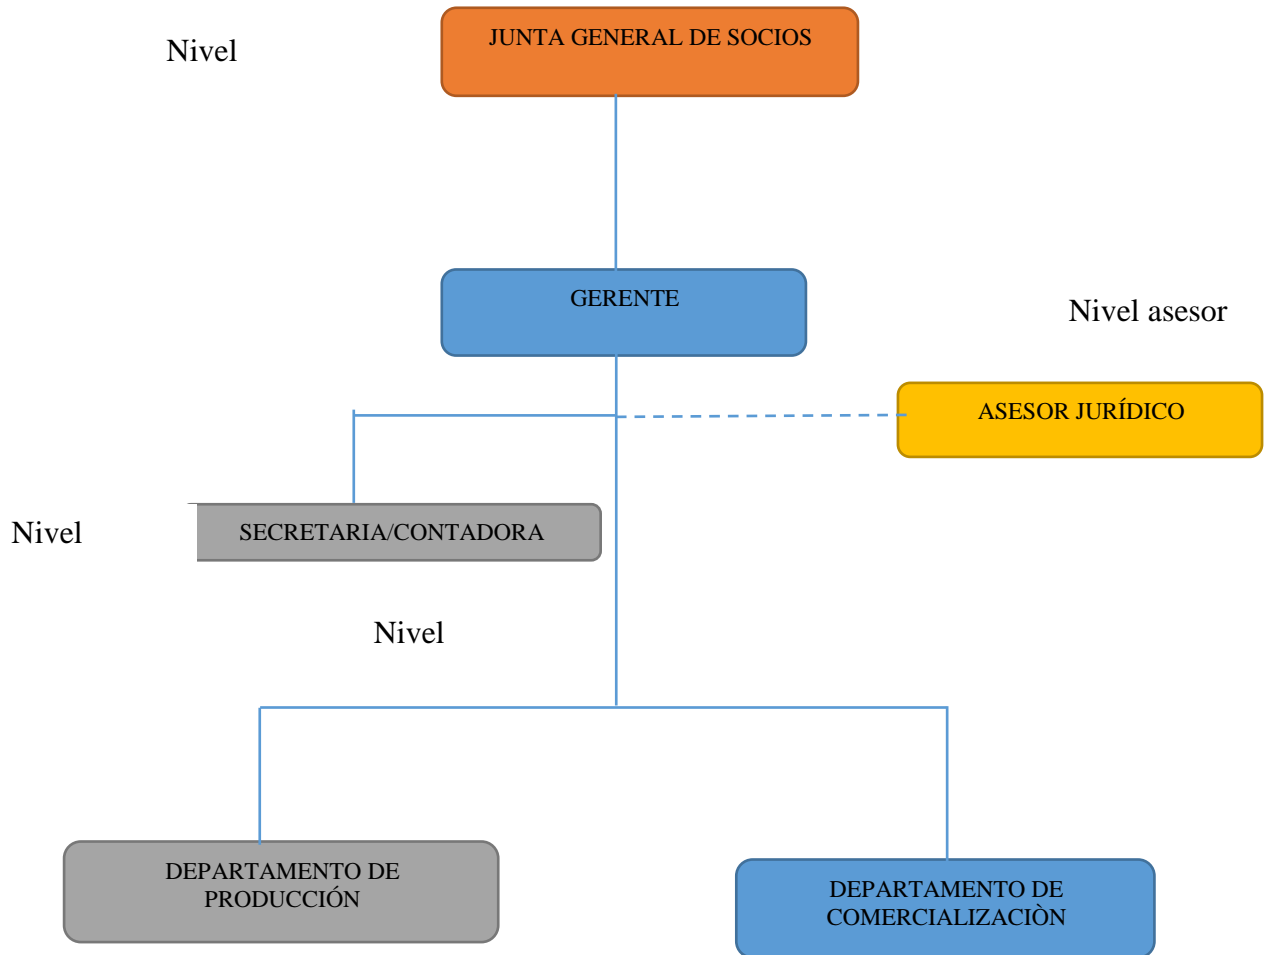 JUNTA GENERAL DE SOCIOS
Nivel
GERENTE
Nivel asesor
ASESOR JURÍDICO
Nivel
SECRETARIA/CONTADORA
Nivel
DEPARTAMENTO DE
PRODUCCIÓN
DEPARTAMENTO DE
COMERCIALIZACIÒN